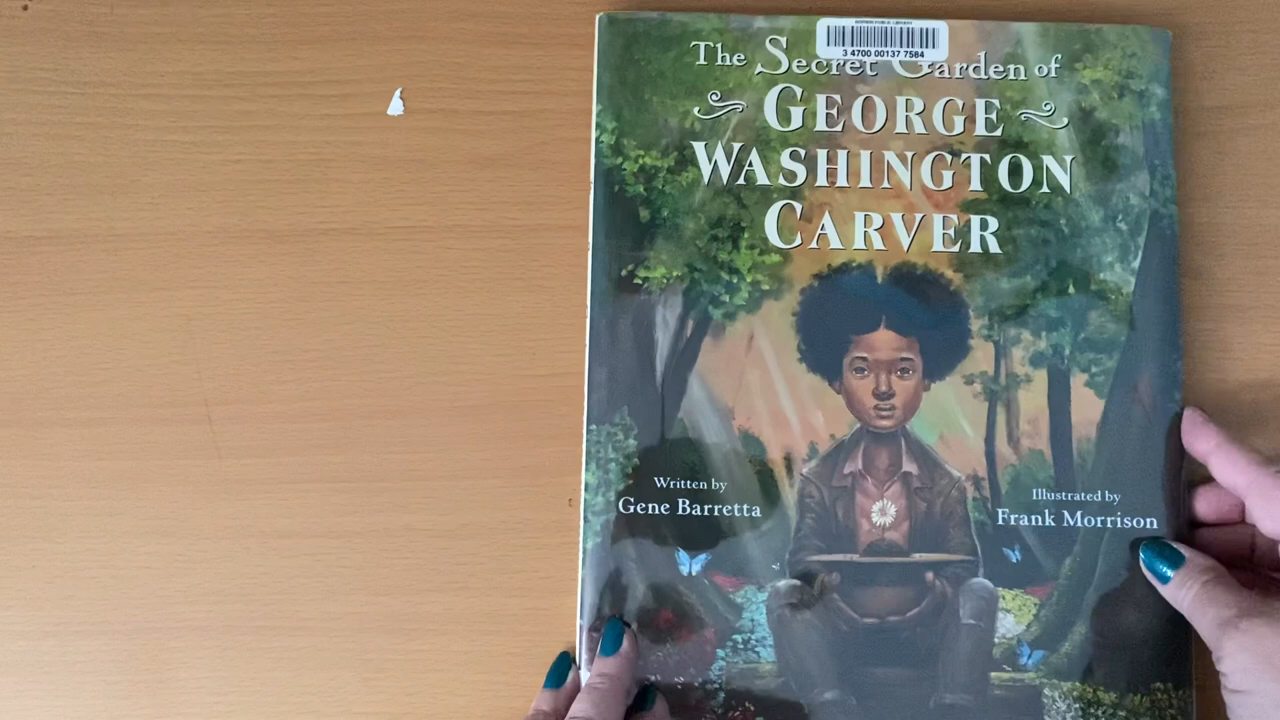 3 4700 00137 7584
The Secret Garden of
GEORGE
WASHINGTON
CARVER
Written by
Gene Barretta
Illustrated by
Frank Morrison